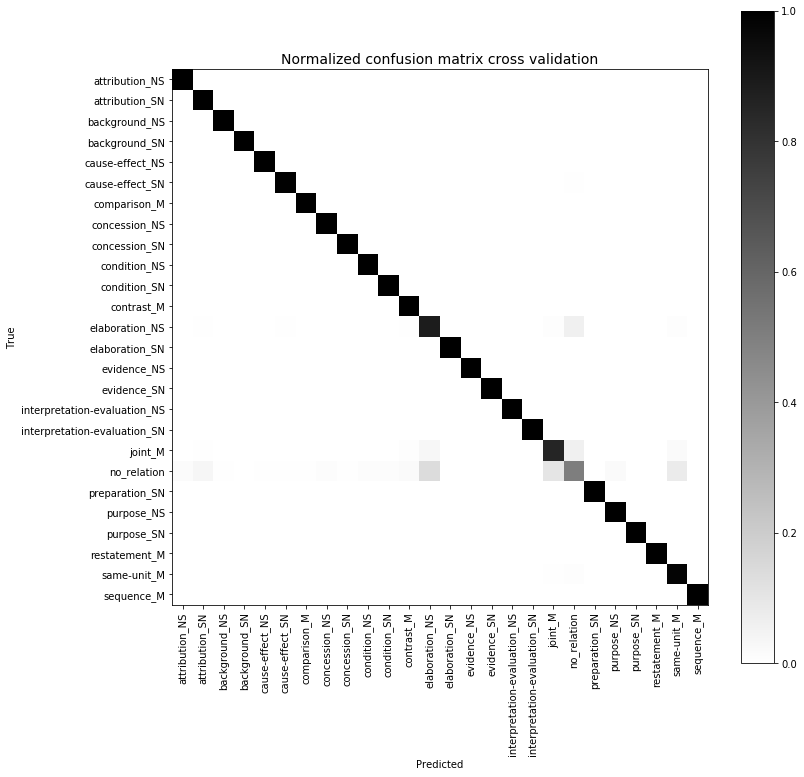 Normalized confusion matrix cross validation
True
attribution_NS
attribution_SN
background_NS
background_SN
cause-effect_NS
cause-effect_SN
comparison_M
concession_NS
concession_SN
condition_NS
condition_SN
contrast_M
elaboration_NS
elaboration_SN
evidence_NS
evidence_SN
interpretation-evaluation_NS
interpretation-evaluation_SN
joint_M
no_relation
preparation_SN
purpose_NS
purpose_SN
restatement_M
same-unit_M
sequence_M
attribution_NS
attribution_SN
background_NS
background_SN
cause-effect_NS
cause-effect_SN
comparison_M
concession_NS
concession_SN
condition_NS
condition_SN
contrast_M
elaboration_NS
elaboration_SN
evidence_NS
evidence_SN
interpretation-evaluation_NS
interpretation-evaluation_SN
joint_M
no_relation
preparation_SN
purpose_NS
purpose_SN
restatement_M
same-unit_M
sequence_M
Predicted
1.0
0.8
0.6
0.4
0.2
0.0